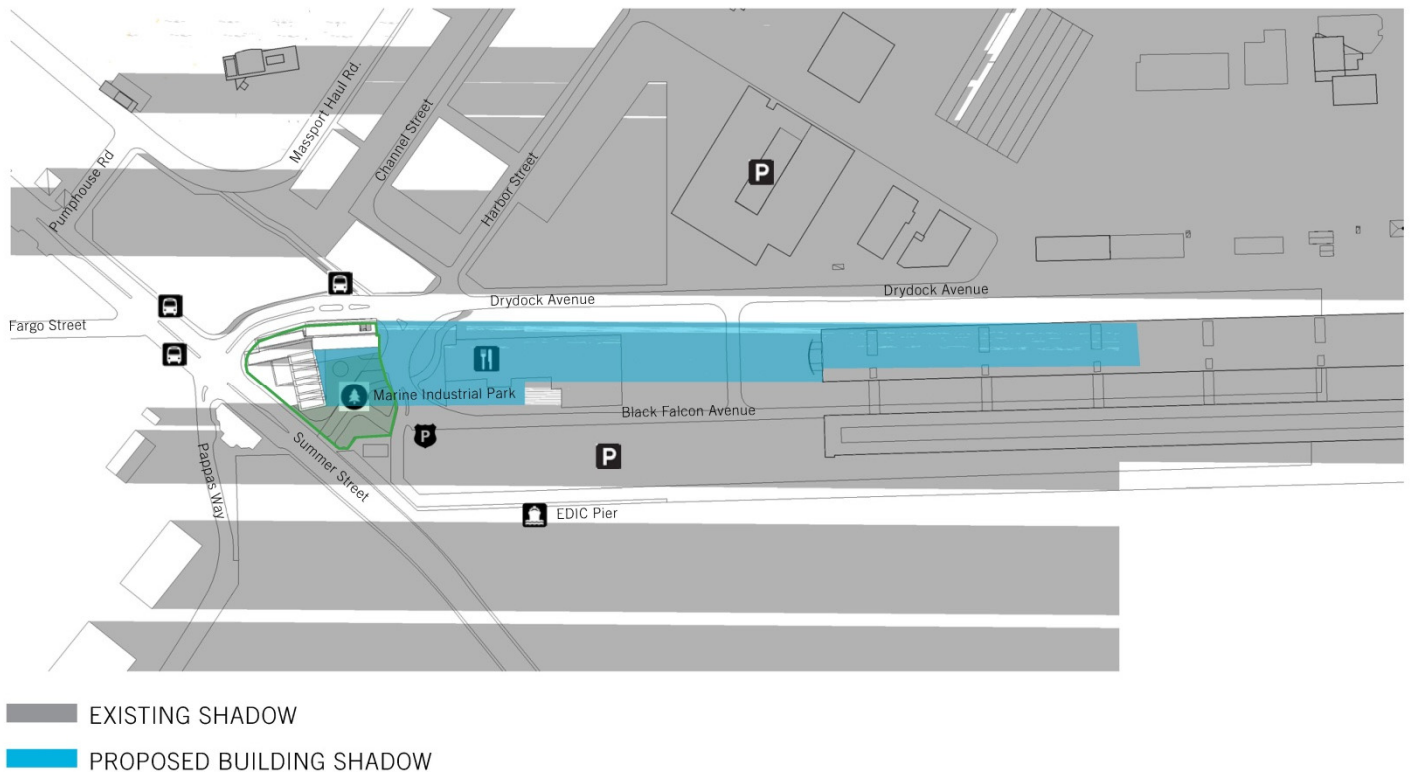 Massport Haul Rd.
Channel Street
Pumphouse Rd
Harbor Street
P
Drydock Avenue
Drydock Avenue
Fargo Street
Marine Industrial Park
Black Falcon Avenue
P
P
Pappas Way
Summer Street
EDIC Pier
EXISTING SHADOW
PROPOSED BUILDING SHADOW